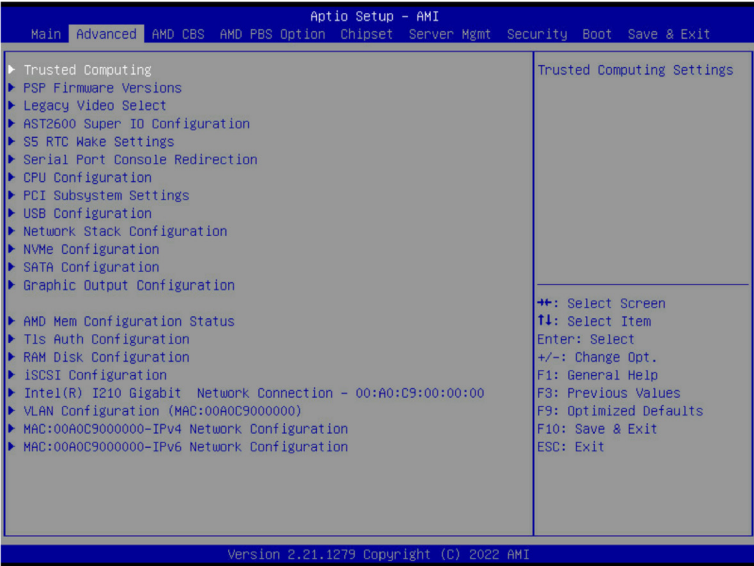 Aptio Setup – AMI
Main Advanced AMD CBS AMD PBS Option Chipset Server Mgmt Security Boot Save & Exit
Trusted Computing
PSP Firmware Versions
Legacy Video Select
AST2600 Super IO Configuration
S5 RTC Wake Settings
Serial Port Console Redirection
CPU Configuration
PCI Subsystem Settings
USB Configuration
Network Stack Configuration
NVMe Configuration
SATA Configuration
Graphic Output Configuration
AMD Mem Configuration Status
Tls Auth Configuration
RAM Disk Configuration
iSCSI Configuration
Intel(R) I210 Gigabit  Network Connection – 00:A0:C9:00:00:00
VLAN Configuration (MAC:00A0C9000000)
MAC:00A0C9000000-IPv4 Network Configuration
MAC:00A0C9000000-IPv6 Network Configuration
Trusted Computing Settings
→←: Select Screen
↑↓: Select Item
Enter: Select
+/-: Change Opt.
F1: General Help
F3: Previous Values
F9: Optimized Defaults
F10: Save & Exit
ESC: Exit
Version 2.21.1279 Copyright (C) 2022 AMI